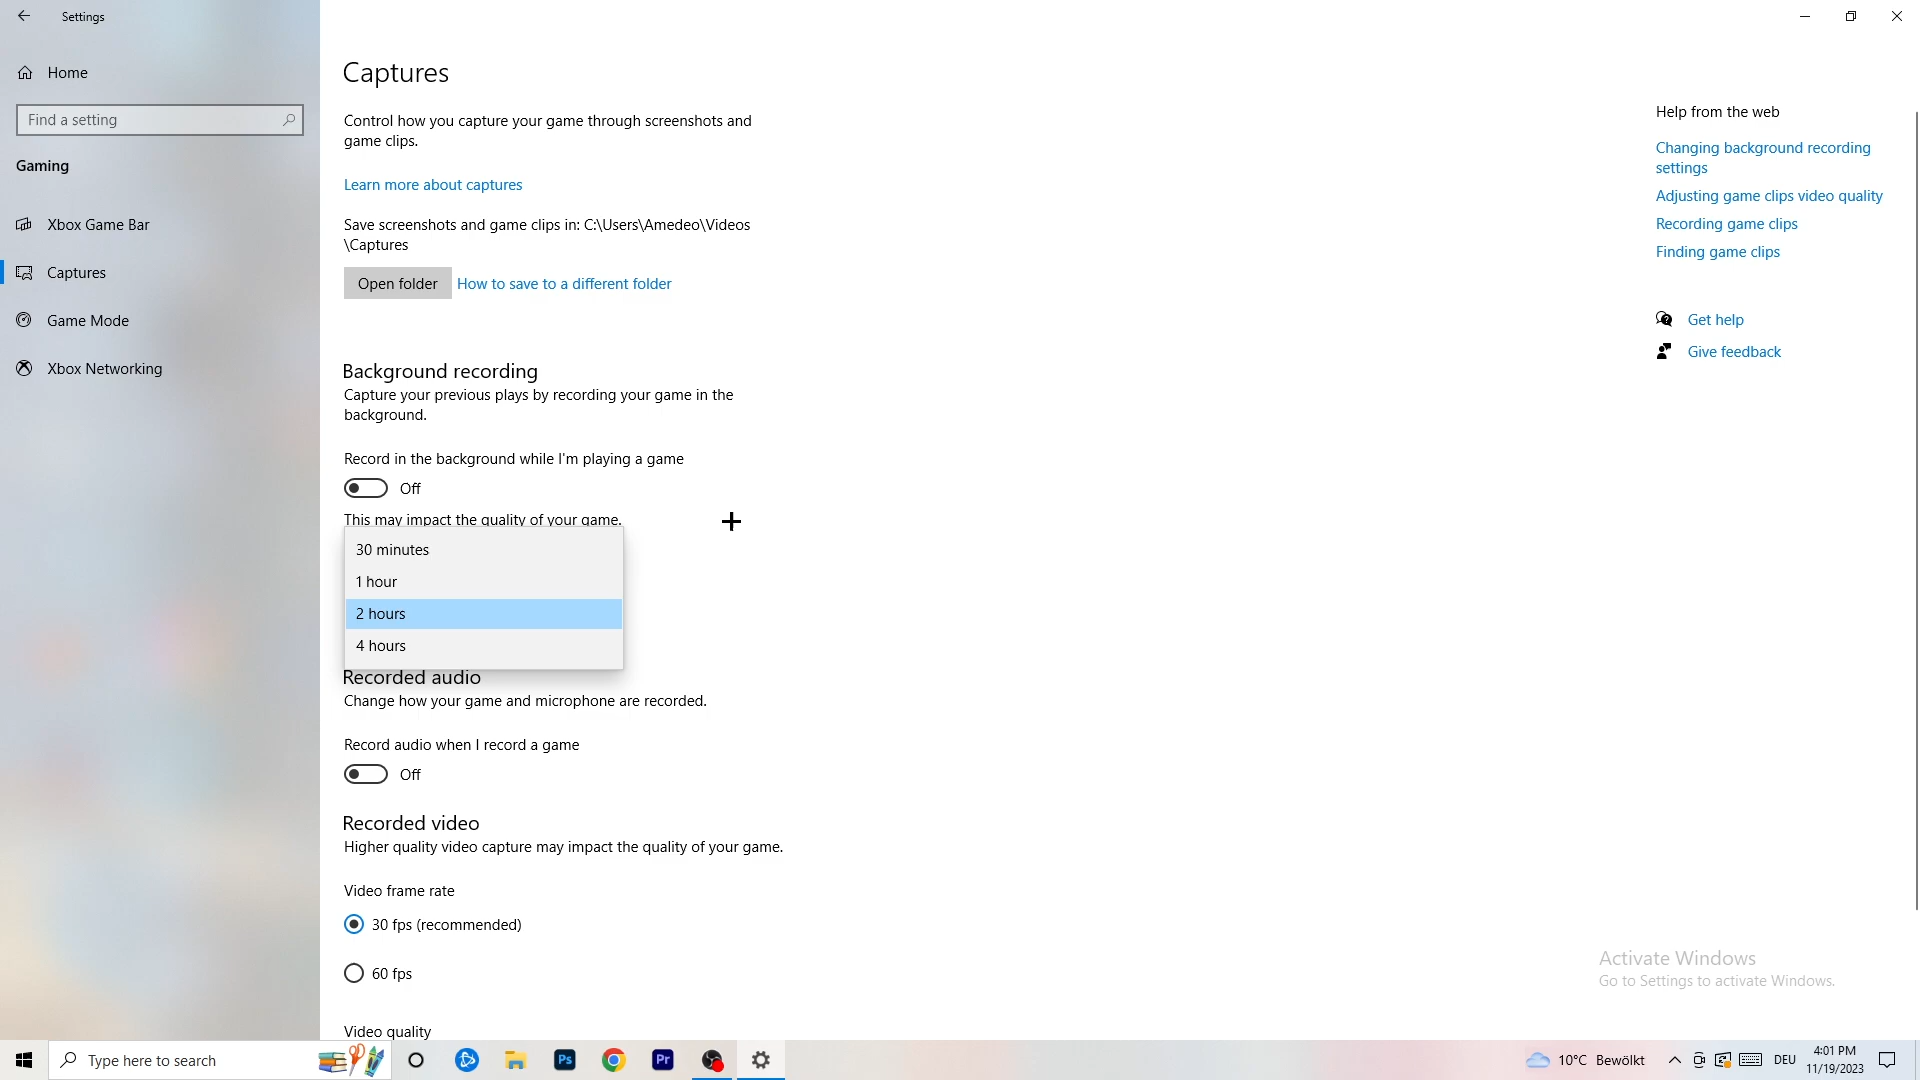 Settings
Home
Find a setting
Gaming
Xbox Game Bar
Captures
Game Mode
Xbox Networking
Captures
Control how you capture your game through screenshots and
game clips.
Learn more about captures
Save screenshots and game clips in: C:\Users\Amedeo\Videos
\Captures
Open folder
How to save to a different folder
Background recording
Capture your previous plays by recording your game in the
background.
Record in the background while I'm playing a game
Off
This may impact the quality of your game.
30 minutes
1 hour
2 hours
4 hours
Recorded audio
Change how your game and microphone are recorded.
Record audio when I record a game
Off
Recorded video
Higher quality video capture may impact the quality of your game.
Video frame rate
30 fps (recommended)
60 fps
Video quality
Help from the web
Changing background recording
settings
Adjusting game clips video quality
Recording game clips
Finding game clips
Get help
Give feedback
Activate Windows
Go to Settings to activate Windows.
Type here to search
Ps
Pr
10°C Bewölkt
DEU
4:01 PM
11/19/2023